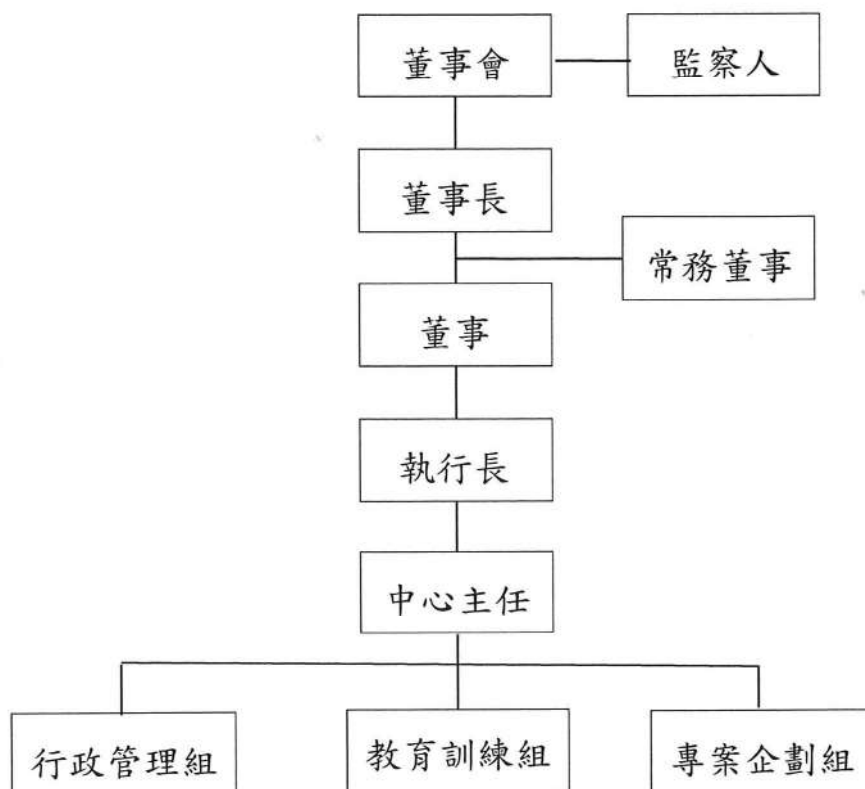 董事會
監察人
董事長
常務董事
董事
執行長
中心主任
行政管理組
教育訓練組
專案企劃組